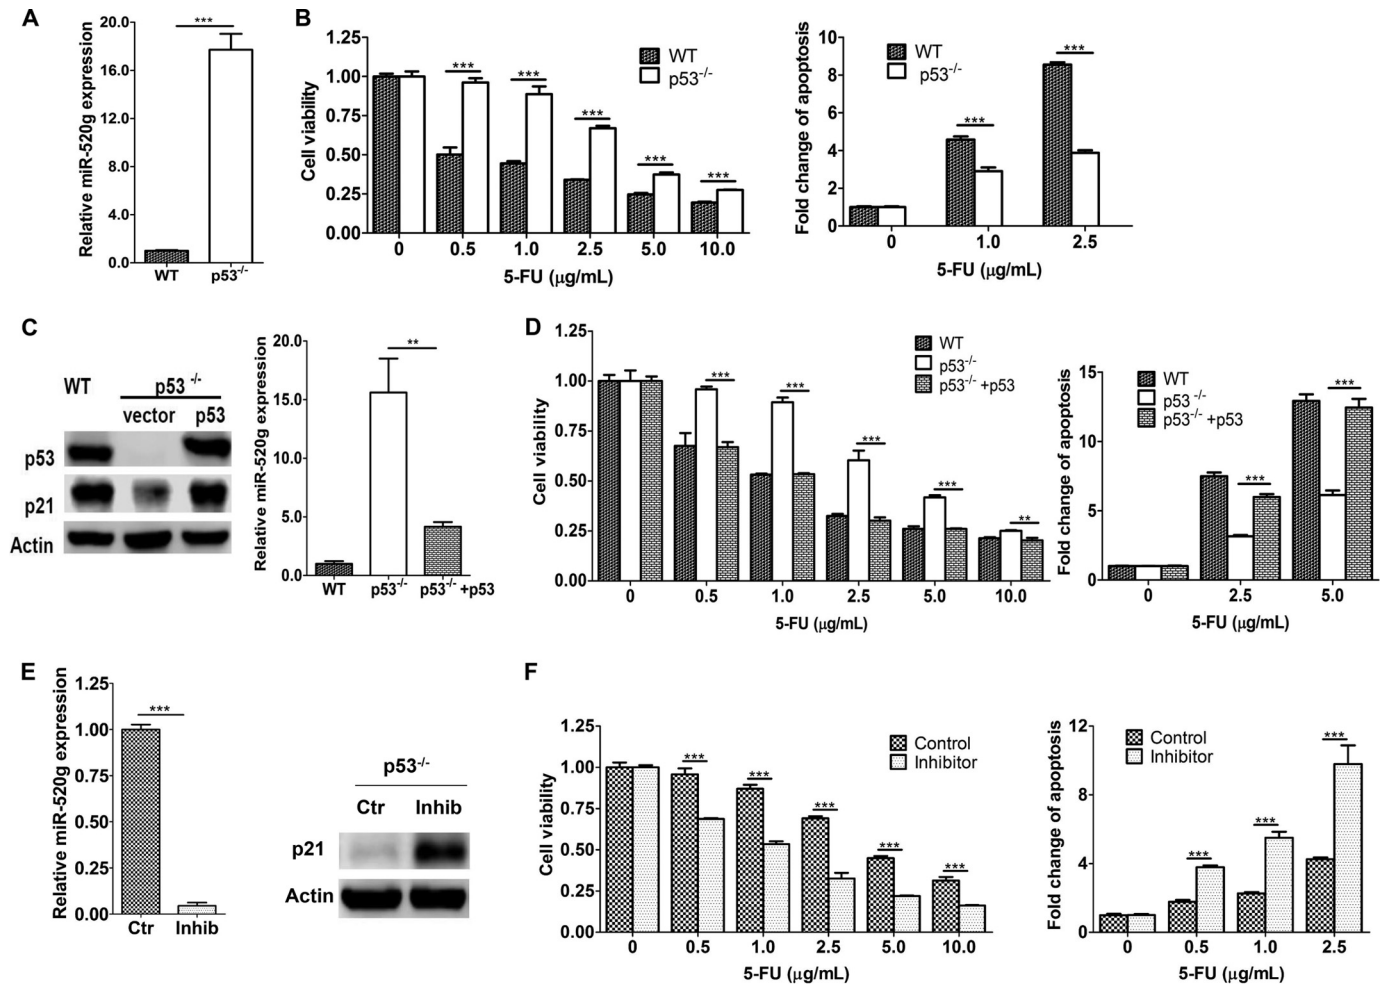 A
Relative miR-520g expression
20.0
16.0
12.0
8.0
4.0
0.0
***
WT
p53-/-
B
Cell viability
1.25
1.00
0.75
0.50
0.25
0.00
WT
p53-/-
***
***
***
***
***
0 0.5 1.0 2.5 5.0 10.0
5-FU (μg/mL)
Fold change of apoptosis
10
8
6
4
2
0
WT
p53-/-
***
***
0 1.0 2.5
5-FU (μg/mL)
C
WT p53 -/-
vector p53
p53
p21
Actin
Relative miR-520g expression
20.0
15.0
10.0
5.0
0.0
**
WT p53-/- p53-/- +p53
D
Cell viability
1.25
1.00
0.75
0.50
0.25
0.00
WT
p53-/-
p53-/- +p53
***
***
***
***
**
0 0.5 1.0 2.5 5.0 10.0
5-FU (μg/mL)
Fold change of apoptosis
15
10
5
0
WT
p53 -/-
p53-/- +p53
***
***
0 2.5 5.0
5-FU (μg/mL)
E
Relative miR-520g expression
1.25
1.00
0.75
0.50
0.25
0.00
***
Ctr Inhib
p53-/-
Ctr Inhib
p21
Actin
F
Cell viability
1.25
1.00
0.75
0.50
0.25
0.00
Control
Inhibitor
***
***
***
***
***
0 0.5 1.0 2.5 5.0 10.0
5-FU (μg/mL)
Fold change of apoptosis
12
8
4
0
Control
Inhibitor
***
***
***
0 0.5 1.0 2.5
5-FU (μg/mL)